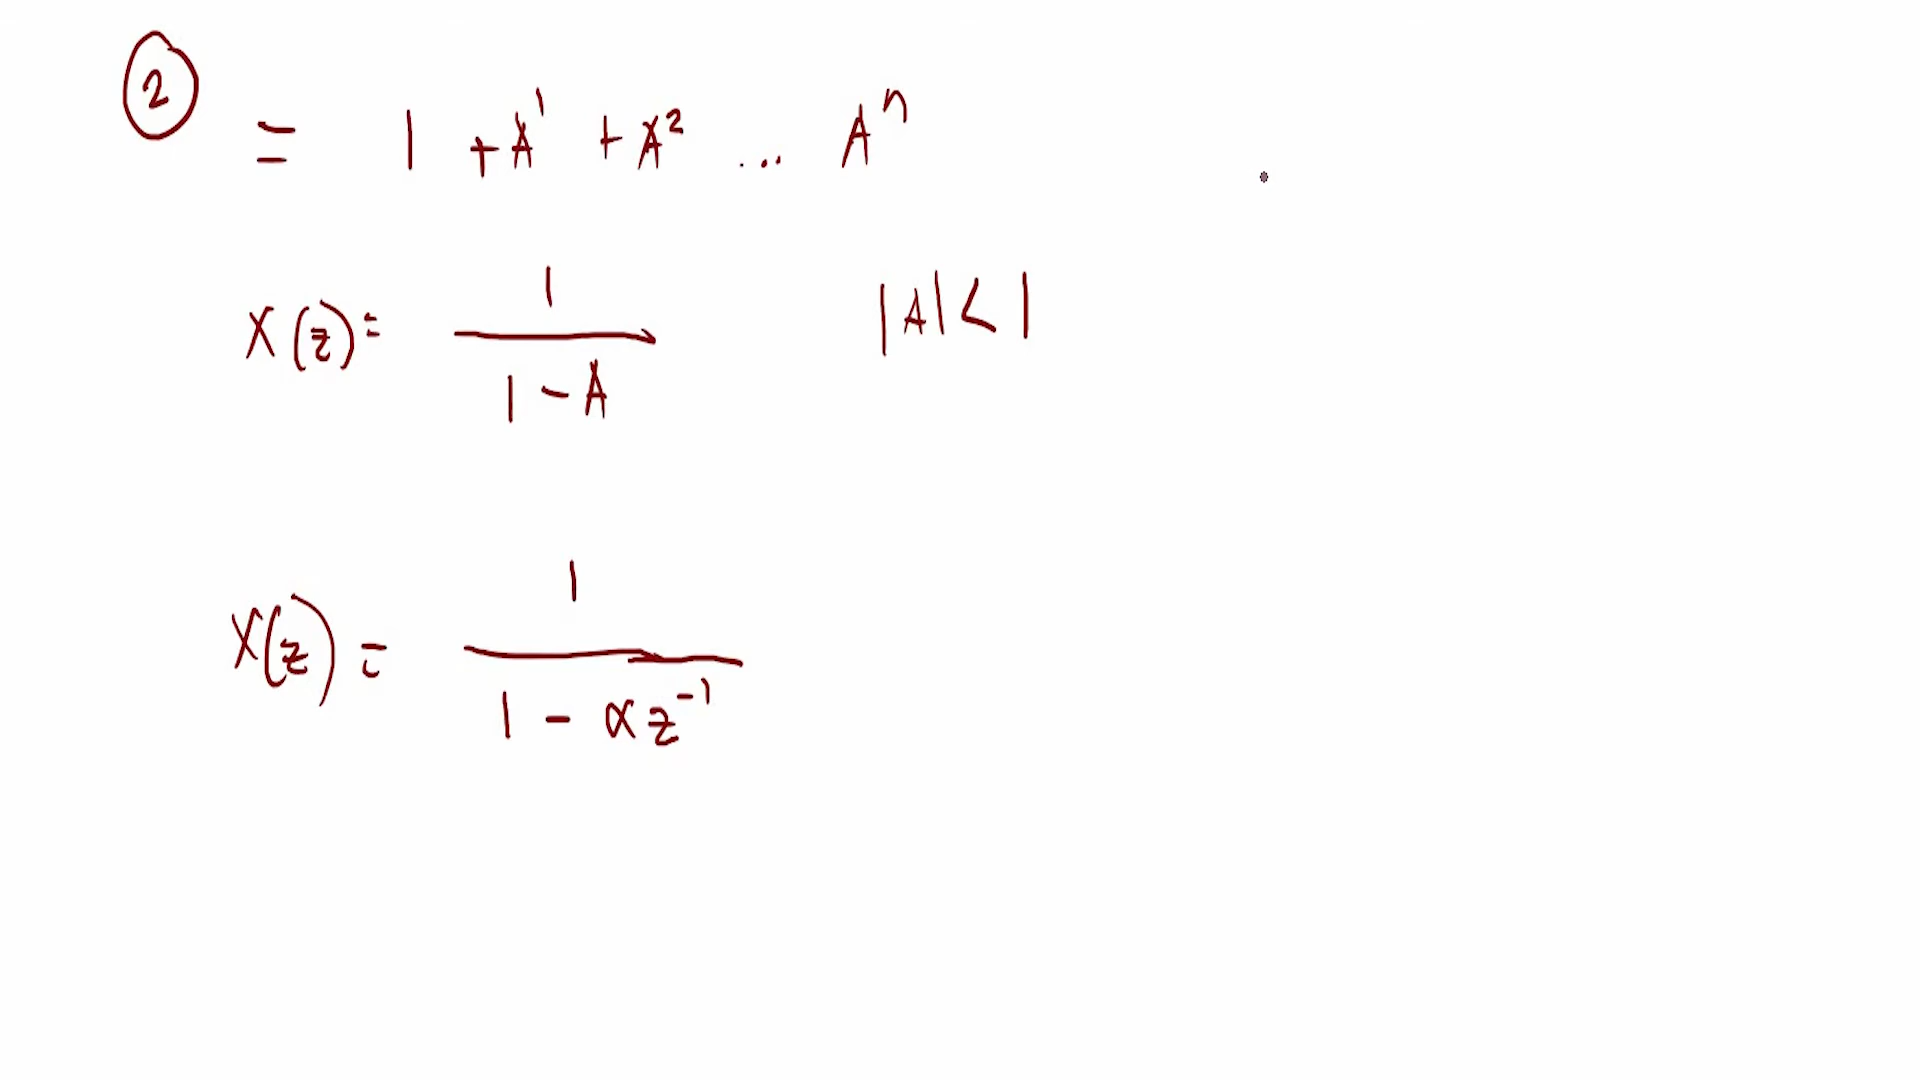 ②
= 1 + A¹ + A² ... Aⁿ
X(z) = 1 / (1 - A)    |A| < 1
X(z) = 1 / (1 - αz⁻¹)